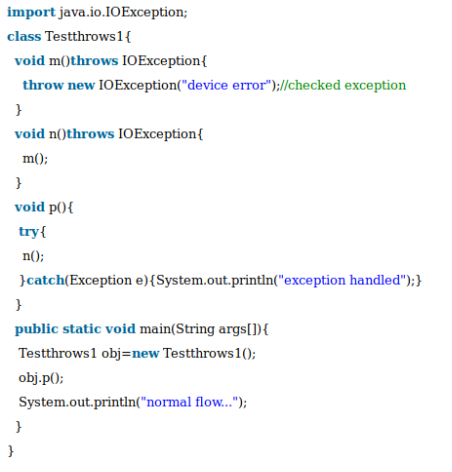 import java.io.IOException;
class Testthrows1{
  void m()throws IOException{
    throw new IOException("device error");//checked exception
  }
  void n()throws IOException{
    m();
  }
  void p(){
   try{
    n();
   }catch(Exception e){System.out.println("exception handled");}
  }
  public static void main(String args[]){
   Testthrows1 obj=new Testthrows1();
   obj.p();
   System.out.println("normal flow...");
  }
}